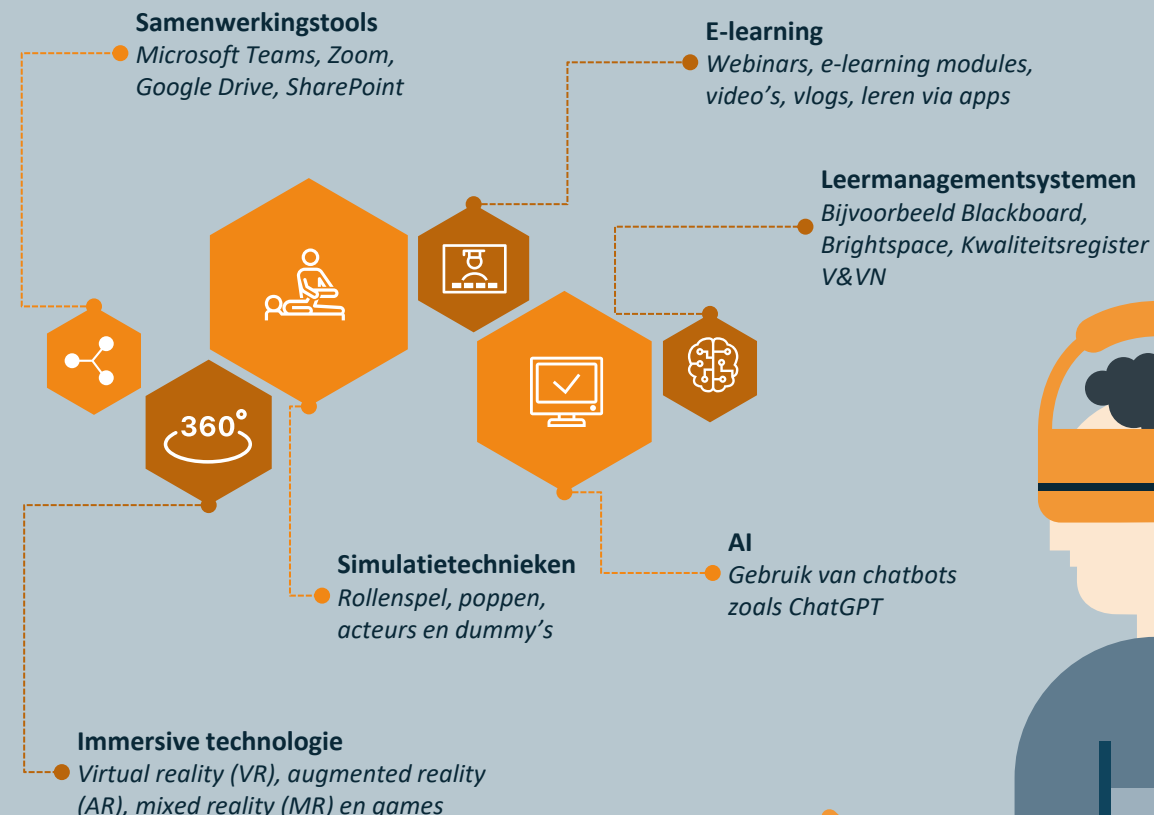 Samenwerkingstools
Microsoft Teams, Zoom,
Google Drive, SharePoint
E-learning
Webinars, e-learning modules,
video’s, vlogs, leren via apps
Leermanagementsystemen
Bijvoorbeeld Blackboard,
Brightspace, Kwaliteitsregister
V&VN
360°
Simulatietechnieken
Rollenspel, poppen,
acteurs en dummy’s
AI
Gebruik van chatbots
zoals ChatGPT
Immersive technologie
Virtual reality (VR), augmented reality
(AR), mixed reality (MR) en games